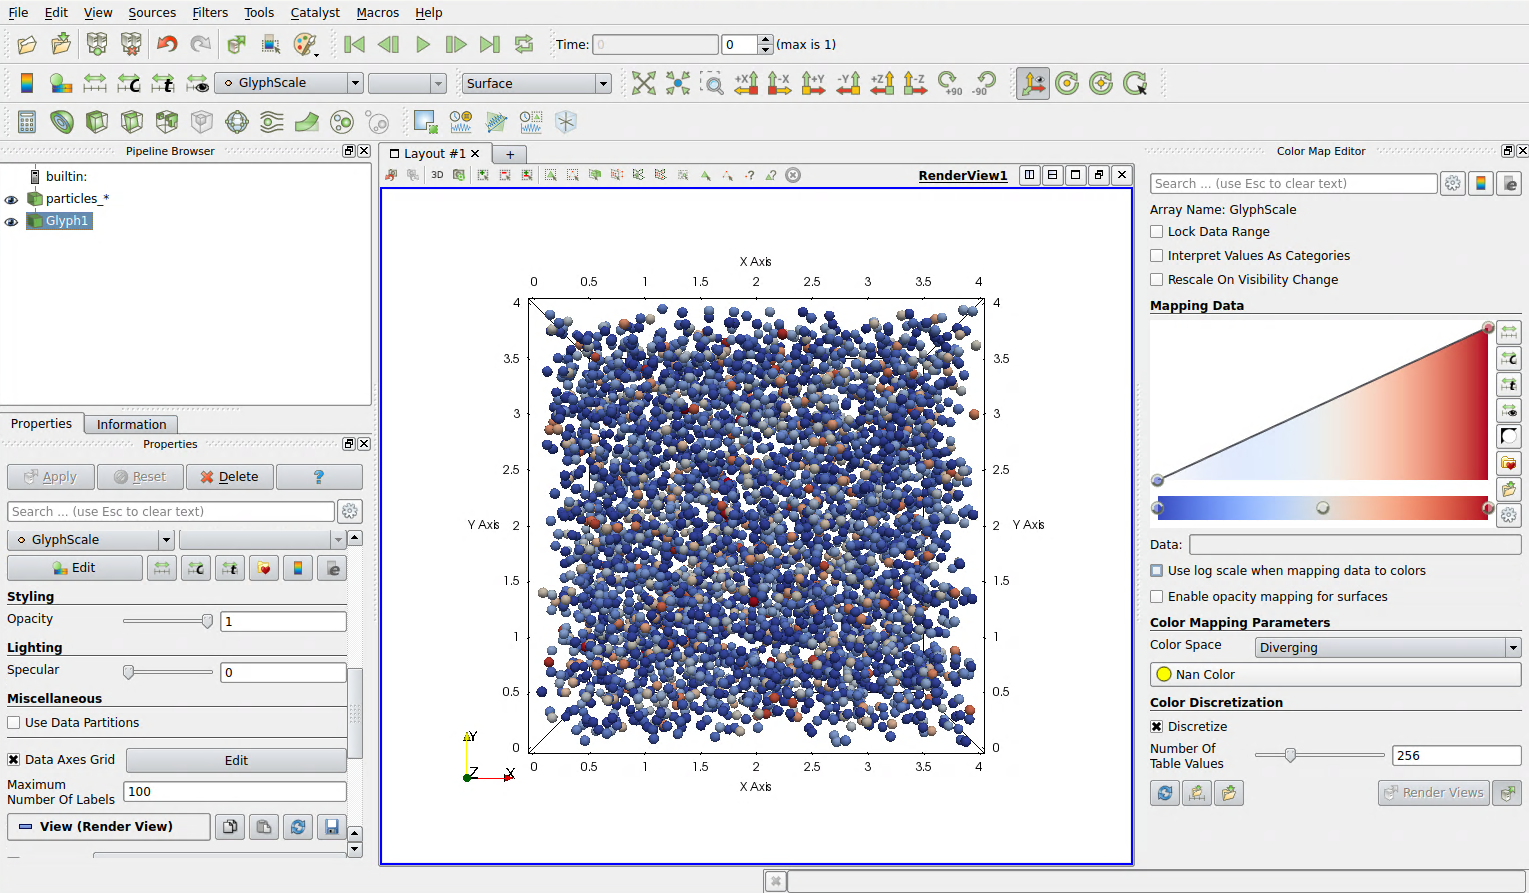 File Edit View Sources Filters Tools Catalyst Macros Help
Time: 0 0 (max is 1)
GlyphScale Surface +X -X +Y -Y +Z -Z +90 -90
Pipeline Browser
builtin:
particles_*
Glyph1
Properties Information
Properties
Apply Reset Delete ?
Search ... (use Esc to clear text)
GlyphScale
Edit
Styling
Opacity 1
Lighting
Specular 0
Miscellaneous
Use Data Partitions
Data Axes Grid Edit
Maximum
Number Of Labels 100
View (Render View)
Layout #1 +
3D RenderView1
X Axis
0 0.5 1 1.5 2 2.5 3 3.5 4
4 4
3.5 3.5
3 3
2.5 2.5
Y Axis 2 2 Y Axis
1.5 1.5
1 1
0.5 0.5
0 0
0 0.5 1 1.5 2 2.5 3 3.5 4
X Axis
Y
Z X
Color Map Editor
Search ... (use Esc to clear text)
Array Name: GlyphScale
Lock Data Range
Interpret Values As Categories
Rescale On Visibility Change
Mapping Data
Data:
Use log scale when mapping data to colors
Enable opacity mapping for surfaces
Color Mapping Parameters
Color Space Diverging
Nan Color
Color Discretization
Discretize
Number Of
Table Values 256
Render Views